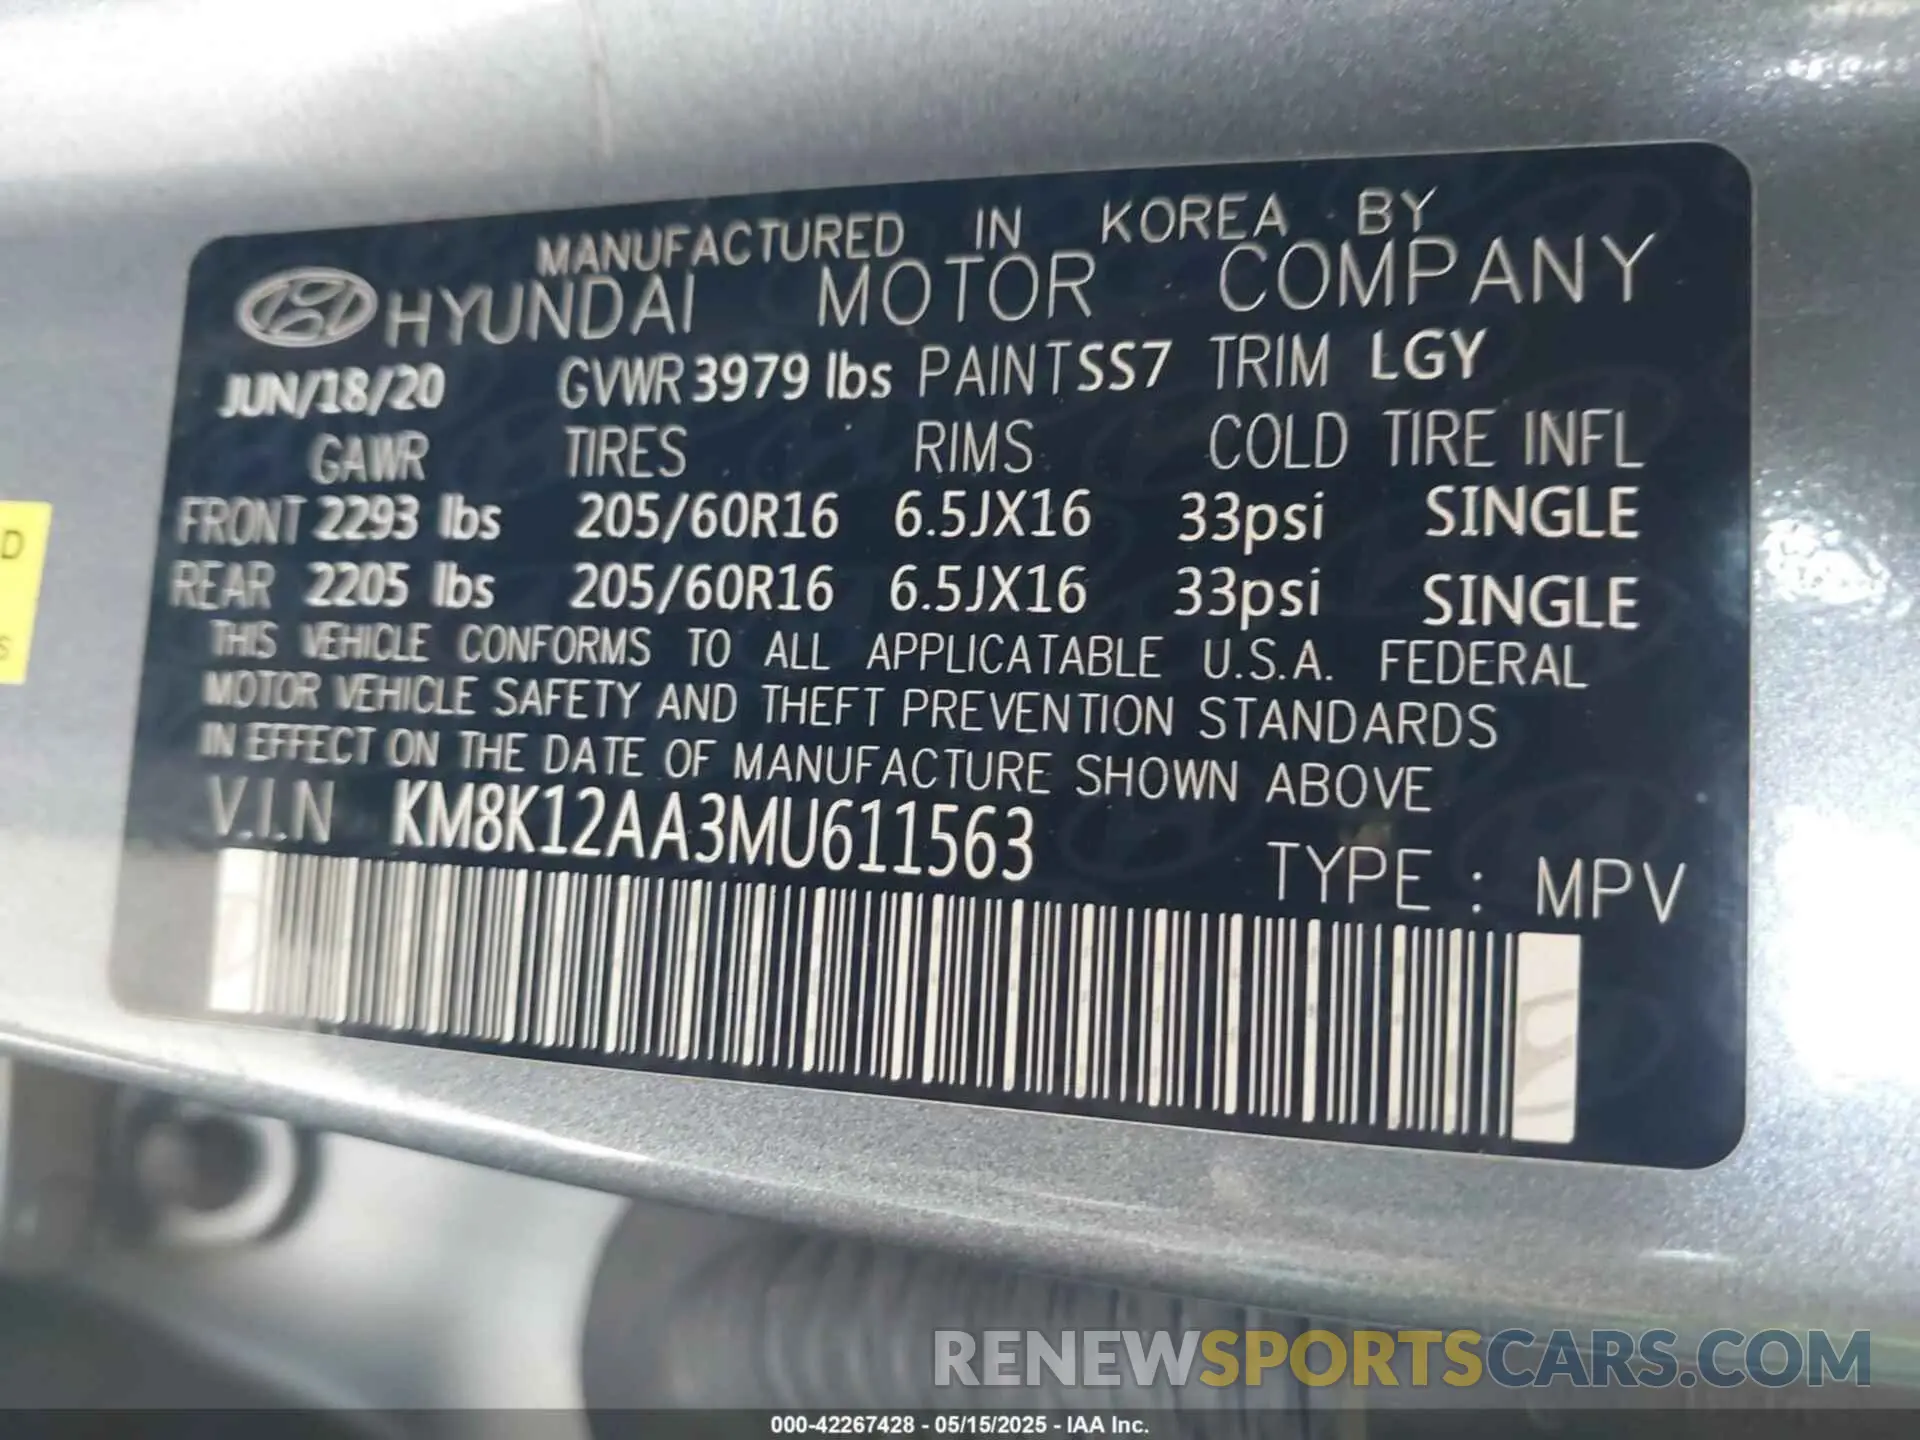 MANUFACTURED IN KOREA BY
HYUNDAI MOTOR COMPANY
JUN/18/20 GVWR 3979 lbs PAINT SS7 TRIM LGY
GAWR TIRES RIMS COLD TIRE INFL
FRONT 2293 lbs 205/60R16 6.5JX16 33psi SINGLE
REAR 2205 lbs 205/60R16 6.5JX16 33psi SINGLE
THIS VEHICLE CONFORMS TO ALL APPLICATABLE U.S.A. FEDERAL
MOTOR VEHICLE SAFETY AND THEFT PREVENTION STANDARDS
IN EFFECT ON THE DATE OF MANUFACTURE SHOWN ABOVE
V.I.N KM8K12AA3MU611563
TYPE : MPV
D
S
RENEWSPORTSCARS.COM
000-42267428 - 05/15/2025 - IAA Inc.